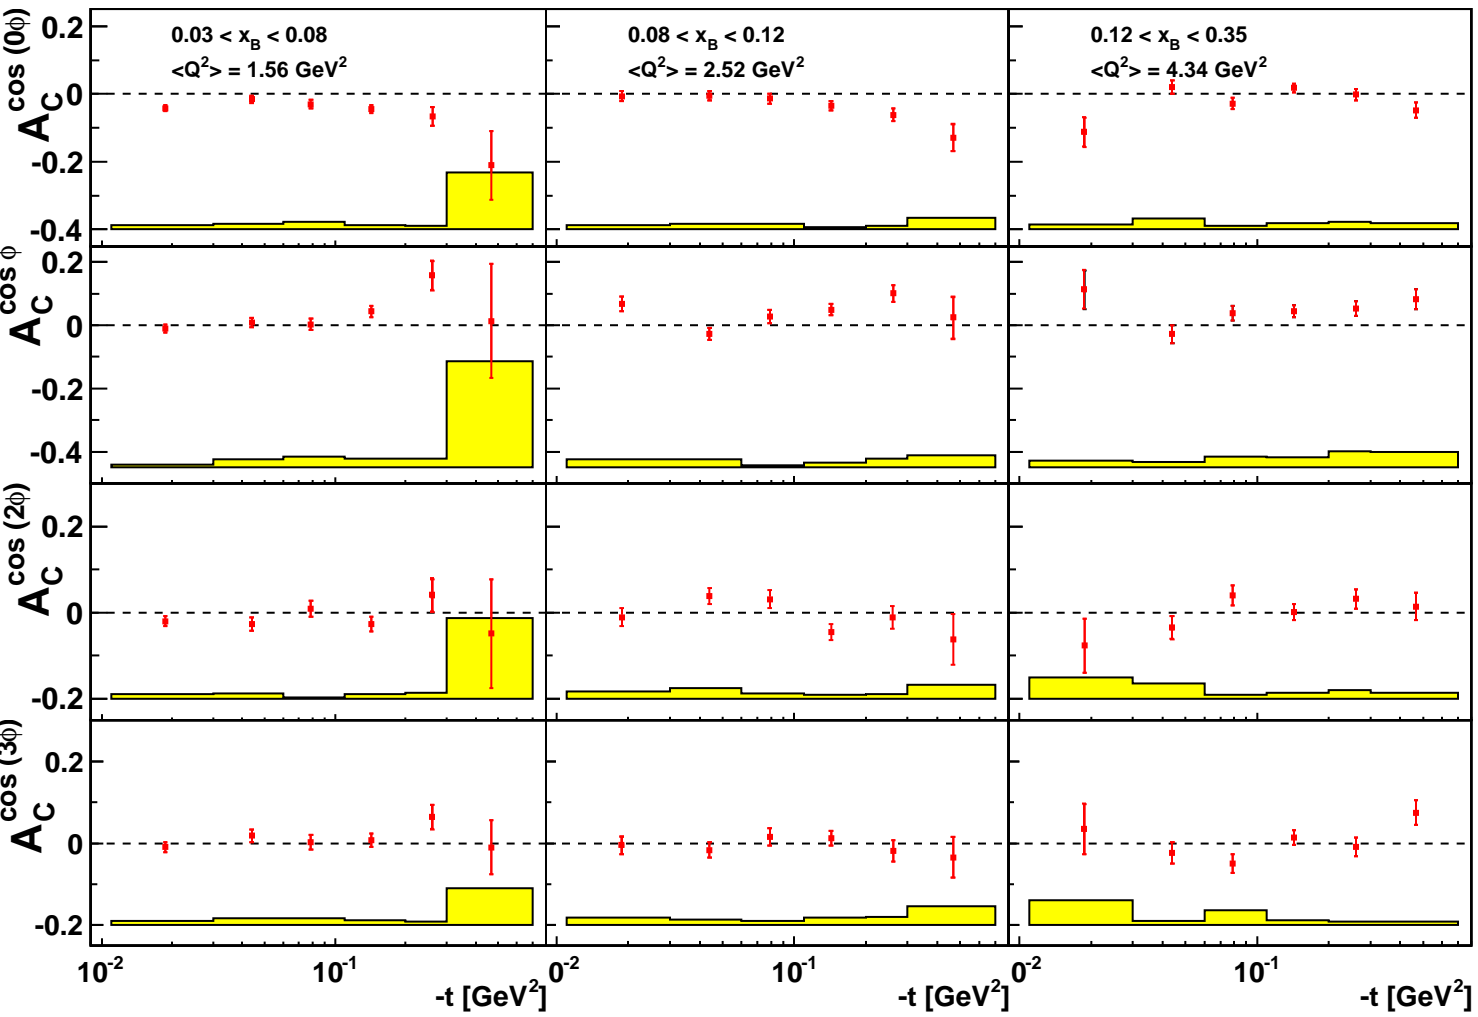 0.03 < x_B < 0.08
<Q²> = 1.56 GeV²
0.08 < x_B < 0.12
<Q²> = 2.52 GeV²
0.12 < x_B < 0.35
<Q²> = 4.34 GeV²
A_C^cos (0ϕ)
0.2
0
-0.2
-0.4
A_C^cos ϕ
0.2
0
-0.2
-0.4
A_C^cos (2ϕ)
0.2
0
-0.2
A_C^cos (3ϕ)
0.2
0
-0.2
10⁻²
10⁻¹
-t [GeV²]
0⁻²
10⁻¹
-t [GeV²]
0⁻²
10⁻¹
-t [GeV²]